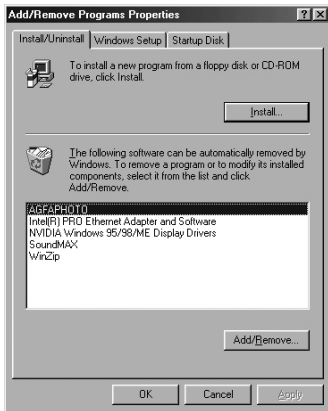 Add/Remove Programs Properties
Install/Uninstall Windows Setup Startup Disk
To install a new program from a floppy disk or CD-ROM
drive, click Install.
Install...
The following software can be automatically removed by
Windows. To remove a program or to modify its installed
components, select it from the list and click
Add/Remove.
AGFAPHOTO
Intel(R) PRO Ethernet Adapter and Software
NVIDIA Windows 95/98/ME Display Drivers
SoundMAX
WinZip
Add/Remove...
OK Cancel Apply